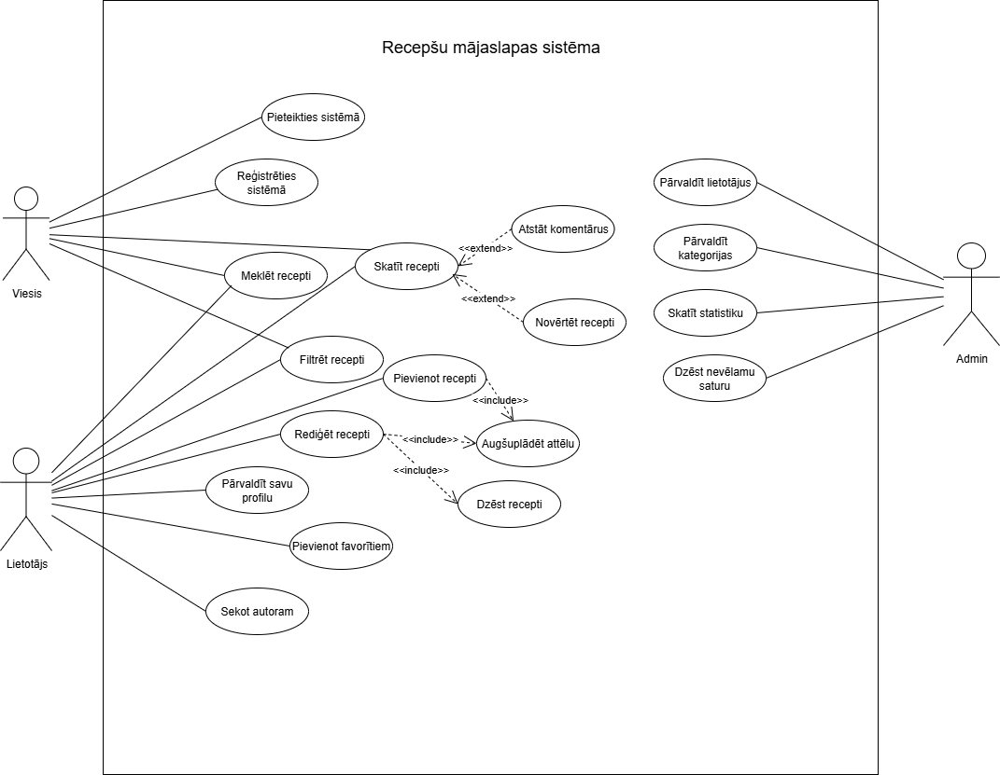 Recepšu mājaslapas sistēma
Pieteikties sistēmā
Reģistrēties
sistēmā
Viesis
Meklēt recepti
Skatīt recepti
<<extend>>
Atstāt komentārus
<<extend>>
Novērtēt recepti
Filtrēt recepti
Pievienot recepti
<<include>>
Rediģēt recepti
<<include>>
Augšuplādēt attēlu
<<include>>
Dzēst recepti
Pārvaldīt savu
profilu
Pievienot favorītiem
Sekot autoram
Lietotājs
Pārvaldīt lietotājus
Pārvaldīt
kategorijas
Skatīt statistiku
Dzēst nevēlamu
saturu
Admin